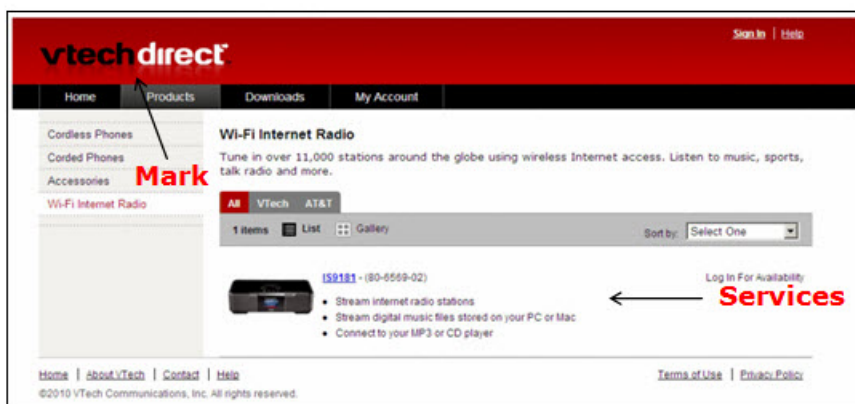 Sign In | Help
vtechdirect
Home Products Downloads My Account
Cordless Phones
Corded Phones
Accessories
Wi-Fi Internet Radio
Mark
Wi-Fi Internet Radio
Tune in over 11,000 stations around the globe using wireless Internet access. Listen to music, sports,
talk radio and more.
All VTech AT&T
1 items List Gallery Sort by: Select One
IS9181 - (80-6569-02) Log In For Availability
• Stream internet radio stations
• Stream digital music files stored on your PC or Mac
• Connect to your MP3 or CD player
Services
Home | About VTech | Contact | Help Terms of Use | Privacy Policy
©2010 VTech Communications, Inc. All rights reserved.